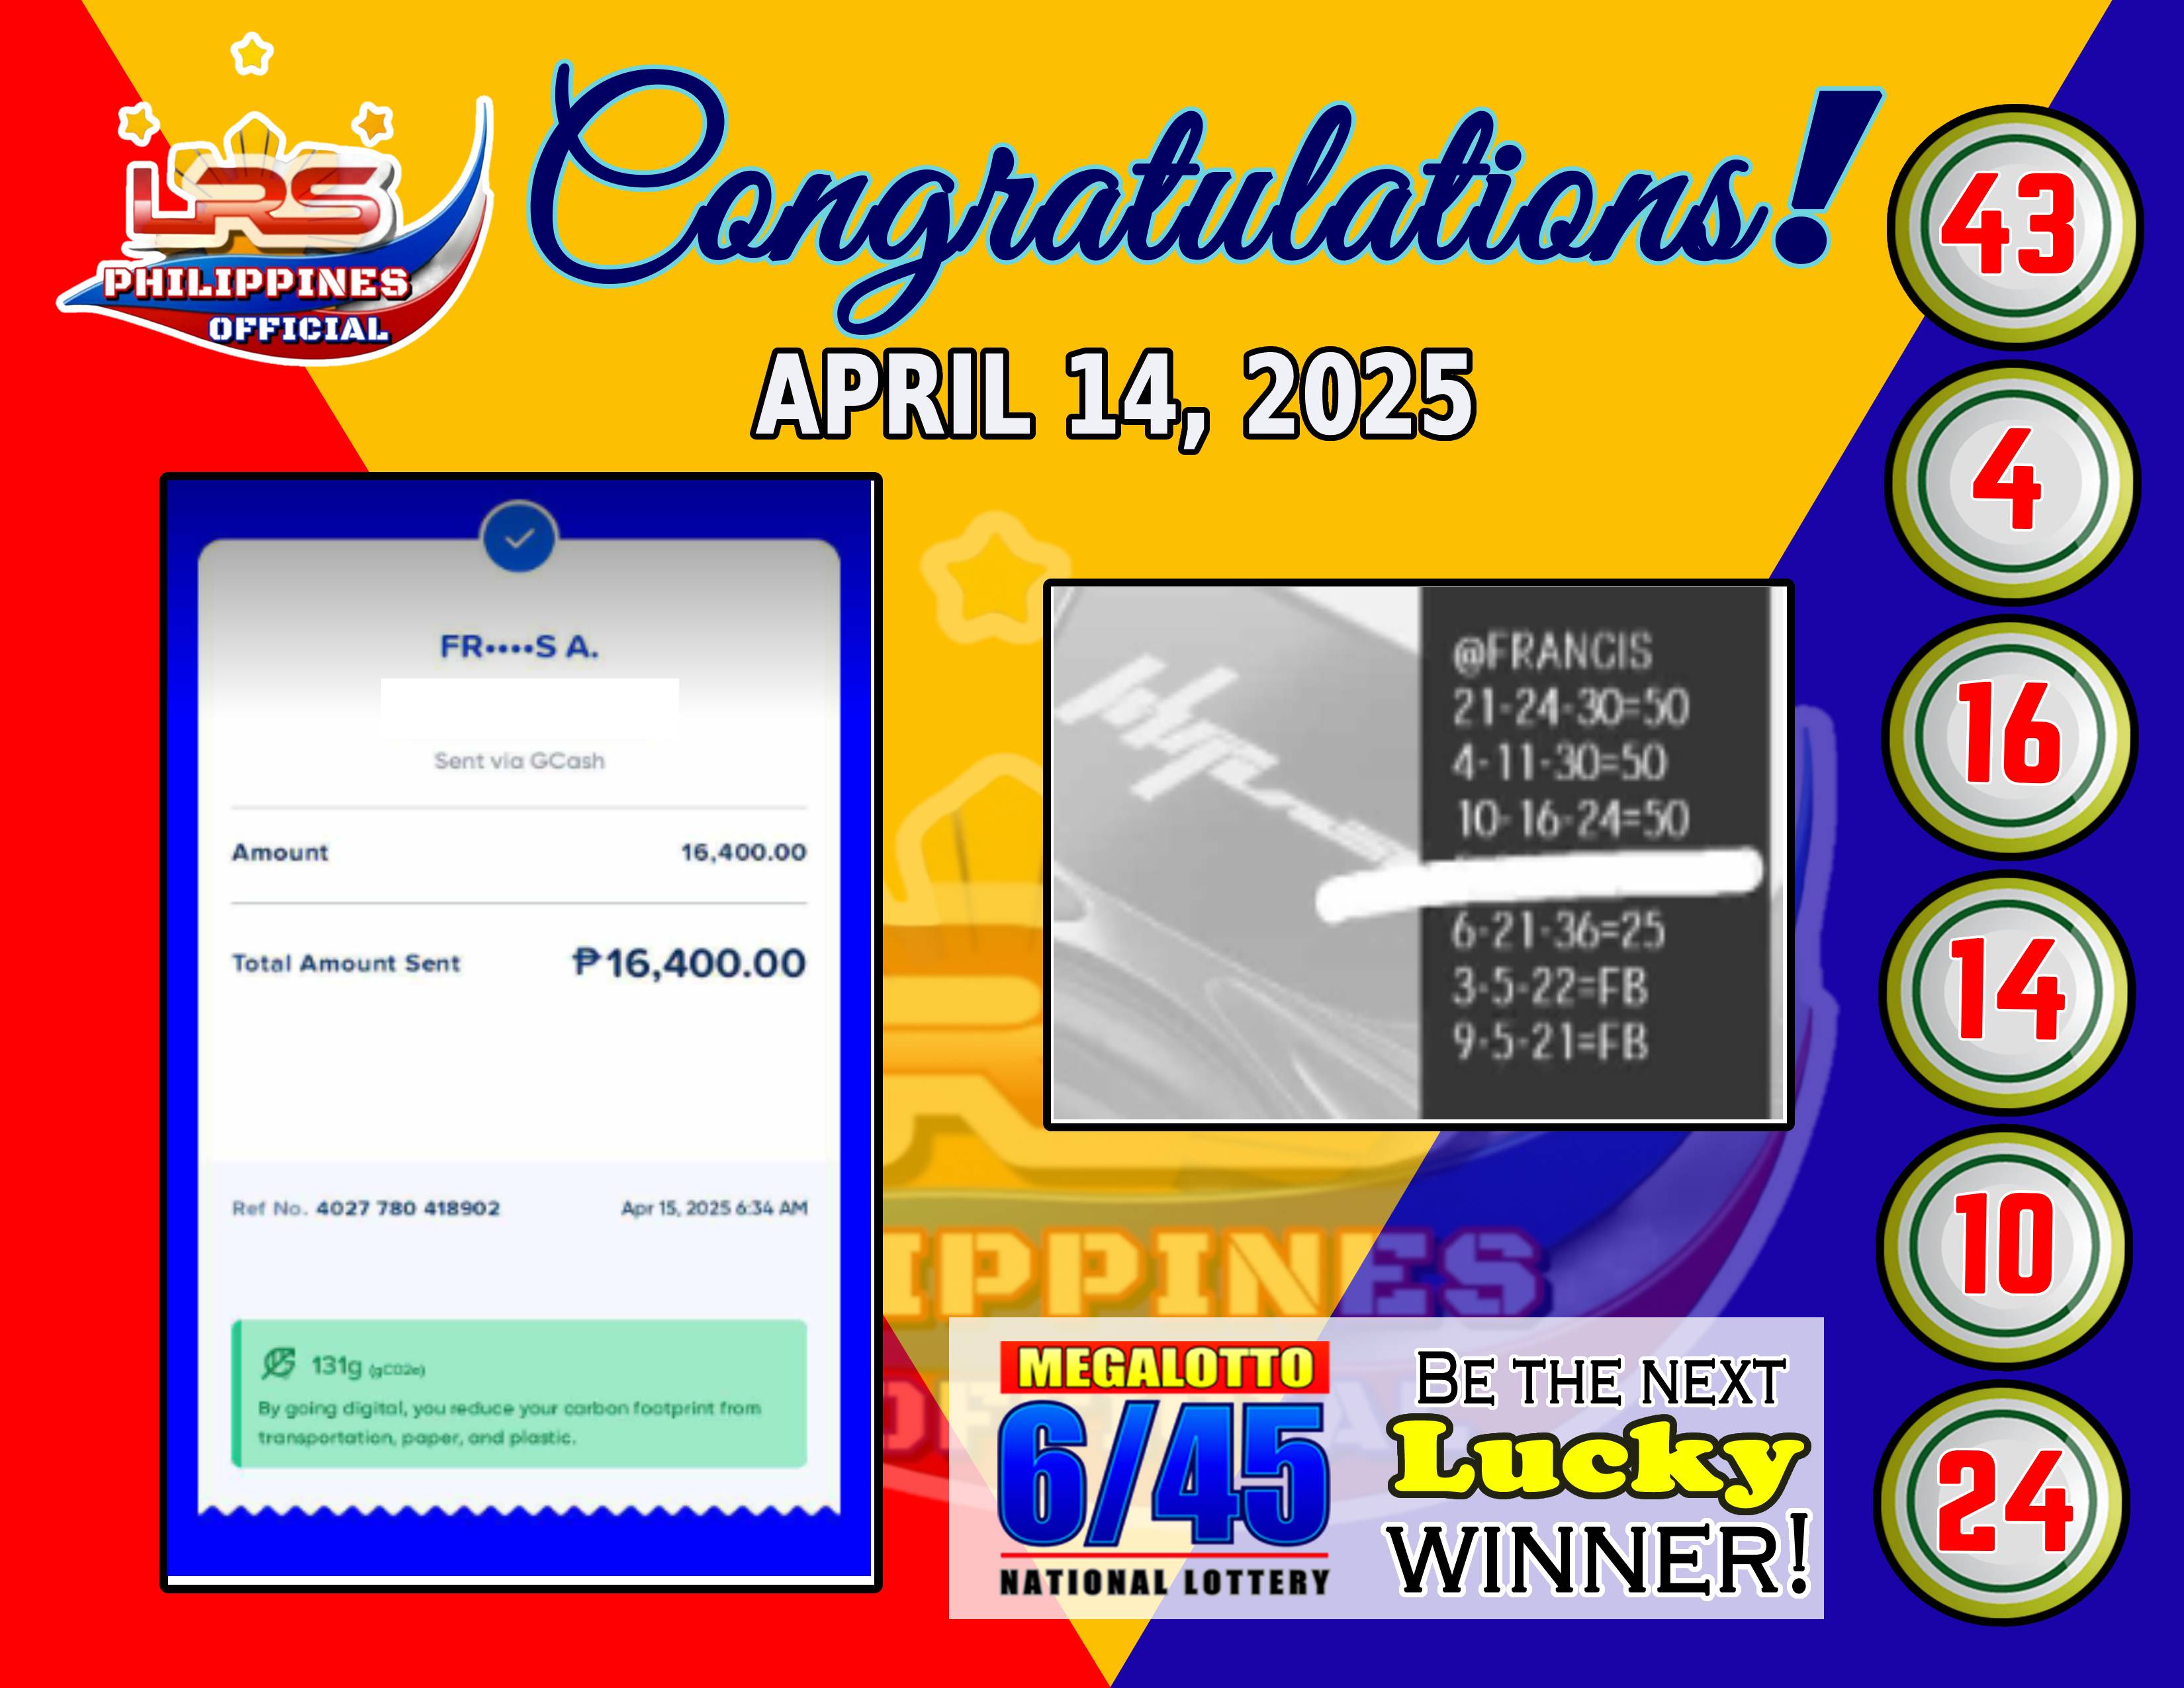 Congratulations!
LRS
PHILIPPINES
OFFICIAL
APRIL 14, 2025
FR••••S A.
Sent via GCash
Amount 16,400.00
Total Amount Sent ₱16,400.00
Ref No. 4027 780 418902 Apr 15, 2025 6:34 AM
131g (gCO2e)
By going digital, you reduce your carbon footprint from
transportation, paper, and plastic.
@FRANCIS
21-24-30=50
4-11-30=50
10-16-24=50
6-21-36=25
3-5-22=FB
9-5-21=FB
IPPINES
MEGALOTTO
6/45
NATIONAL LOTTERY
BE THE NEXT
Lucky
WINNER!
43
4
16
14
10
24